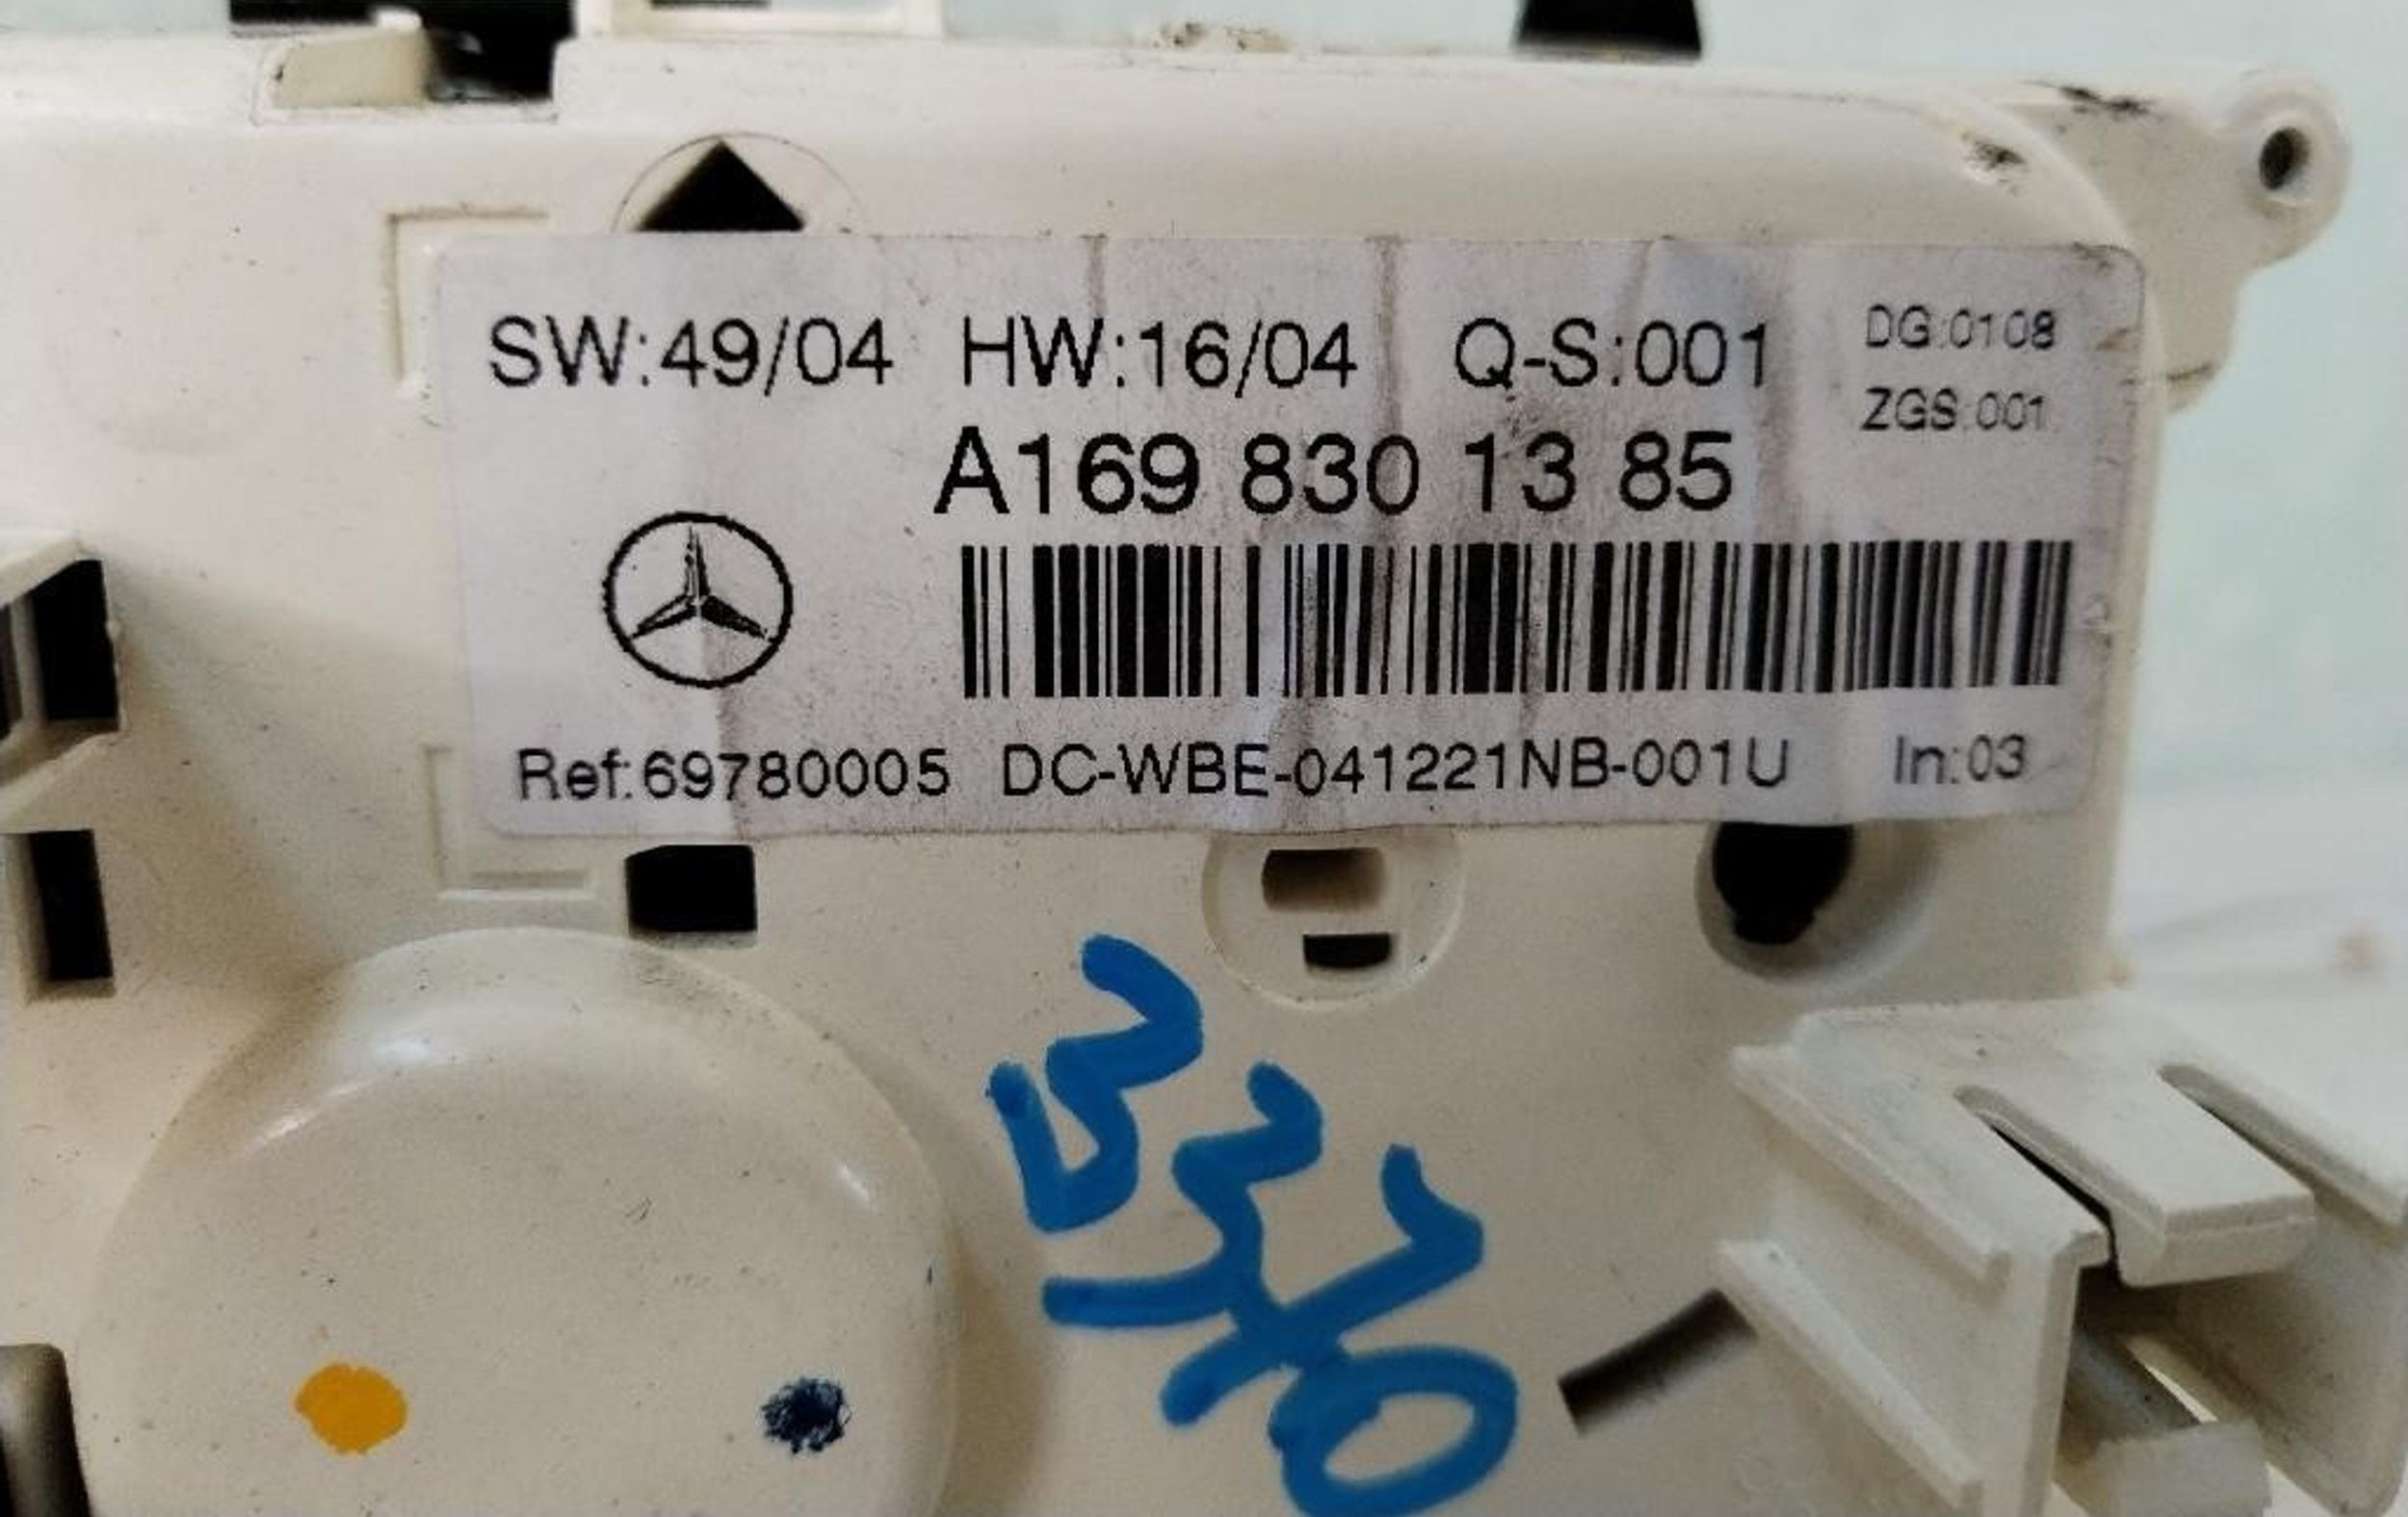 SW:49/04 HW:16/04 Q-S:001 DG:0108
ZGS:001
A169 830 13 85
Ref:69780005 DC-WBE-041221NB-001U In:03